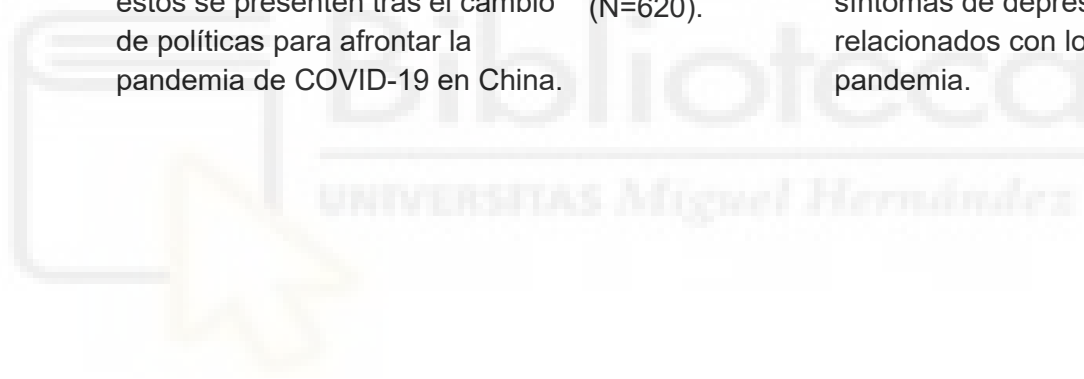 estos se presenten tras el cambio
de políticas para afrontar la
pandemia de COVID-19 en China.
(N=620).
síntomas de depres
relacionados con lo
pandemia.
Biblioteca
UNIVERSITAS Miguel Hernández